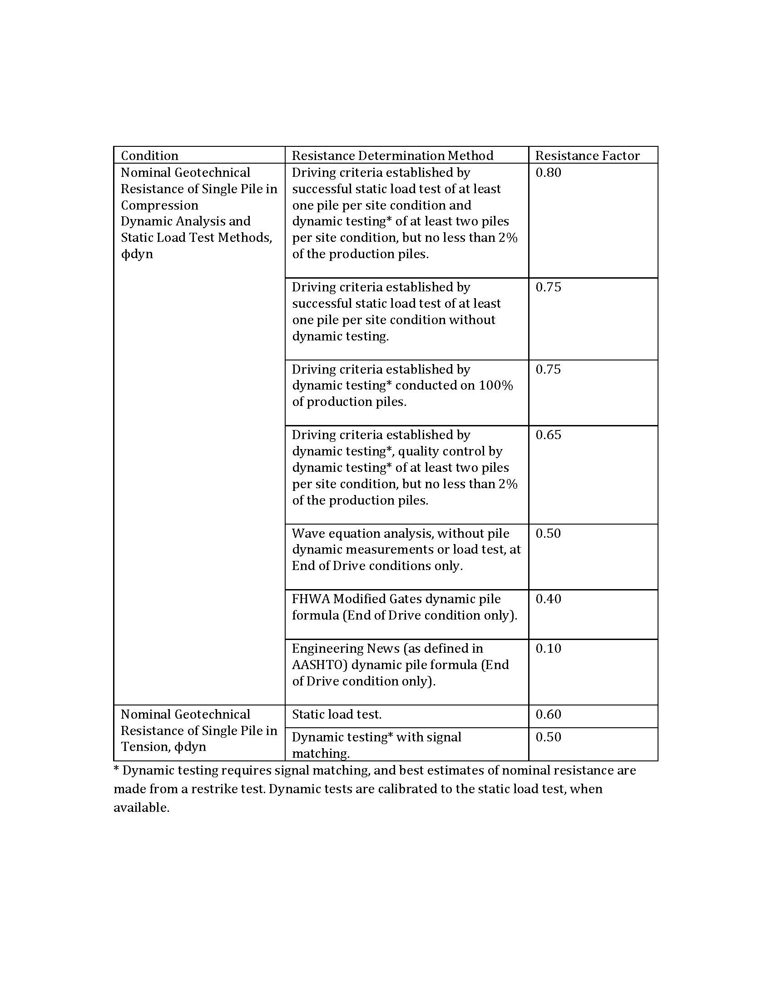 Condition
Resistance Determination Method
Resistance Factor
Nominal Geotechnical
Resistance of Single Pile in
Compression
Dynamic Analysis and
Static Load Test Methods,
ϕdyn
Driving criteria established by
successful static load test of at least
one pile per site condition and
dynamic testing* of at least two piles
per site condition, but no less than 2%
of the production piles.
0.80
Driving criteria established by
successful static load test of at least
one pile per site condition without
dynamic testing.
0.75
Driving criteria established by
dynamic testing* conducted on 100%
of production piles.
0.75
Driving criteria established by
dynamic testing*, quality control by
dynamic testing* of at least two piles
per site condition, but no less than 2%
of the production piles.
0.65
Wave equation analysis, without pile
dynamic measurements or load test, at
End of Drive conditions only.
0.50
FHWA Modified Gates dynamic pile
formula (End of Drive condition only).
0.40
Engineering News (as defined in
AASHTO) dynamic pile formula (End
of Drive condition only).
0.10
Nominal Geotechnical
Resistance of Single Pile in
Tension, ϕdyn
Static load test.
0.60
Dynamic testing* with signal
matching.
0.50
* Dynamic testing requires signal matching, and best estimates of nominal resistance are
made from a restrike test. Dynamic tests are calibrated to the static load test, when
available.